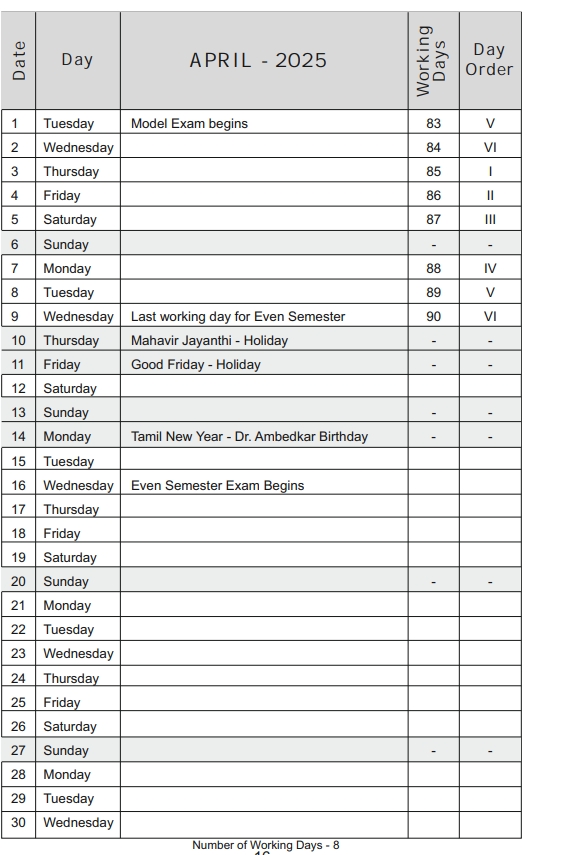 Date Day APRIL - 2025 Working Days Day Order
1 Tuesday Model Exam begins 83 V
2 Wednesday 84 VI
3 Thursday 85 I
4 Friday 86 II
5 Saturday 87 III
6 Sunday - -
7 Monday 88 IV
8 Tuesday 89 V
9 Wednesday Last working day for Even Semester 90 VI
10 Thursday Mahavir Jayanthi - Holiday - -
11 Friday Good Friday - Holiday - -
12 Saturday
13 Sunday - -
14 Monday Tamil New Year - Dr. Ambedkar Birthday - -
15 Tuesday
16 Wednesday Even Semester Exam Begins
17 Thursday
18 Friday
19 Saturday
20 Sunday - -
21 Monday
22 Tuesday
23 Wednesday
24 Thursday
25 Friday
26 Saturday
27 Sunday - -
28 Monday
29 Tuesday
30 Wednesday
Number of Working Days - 8